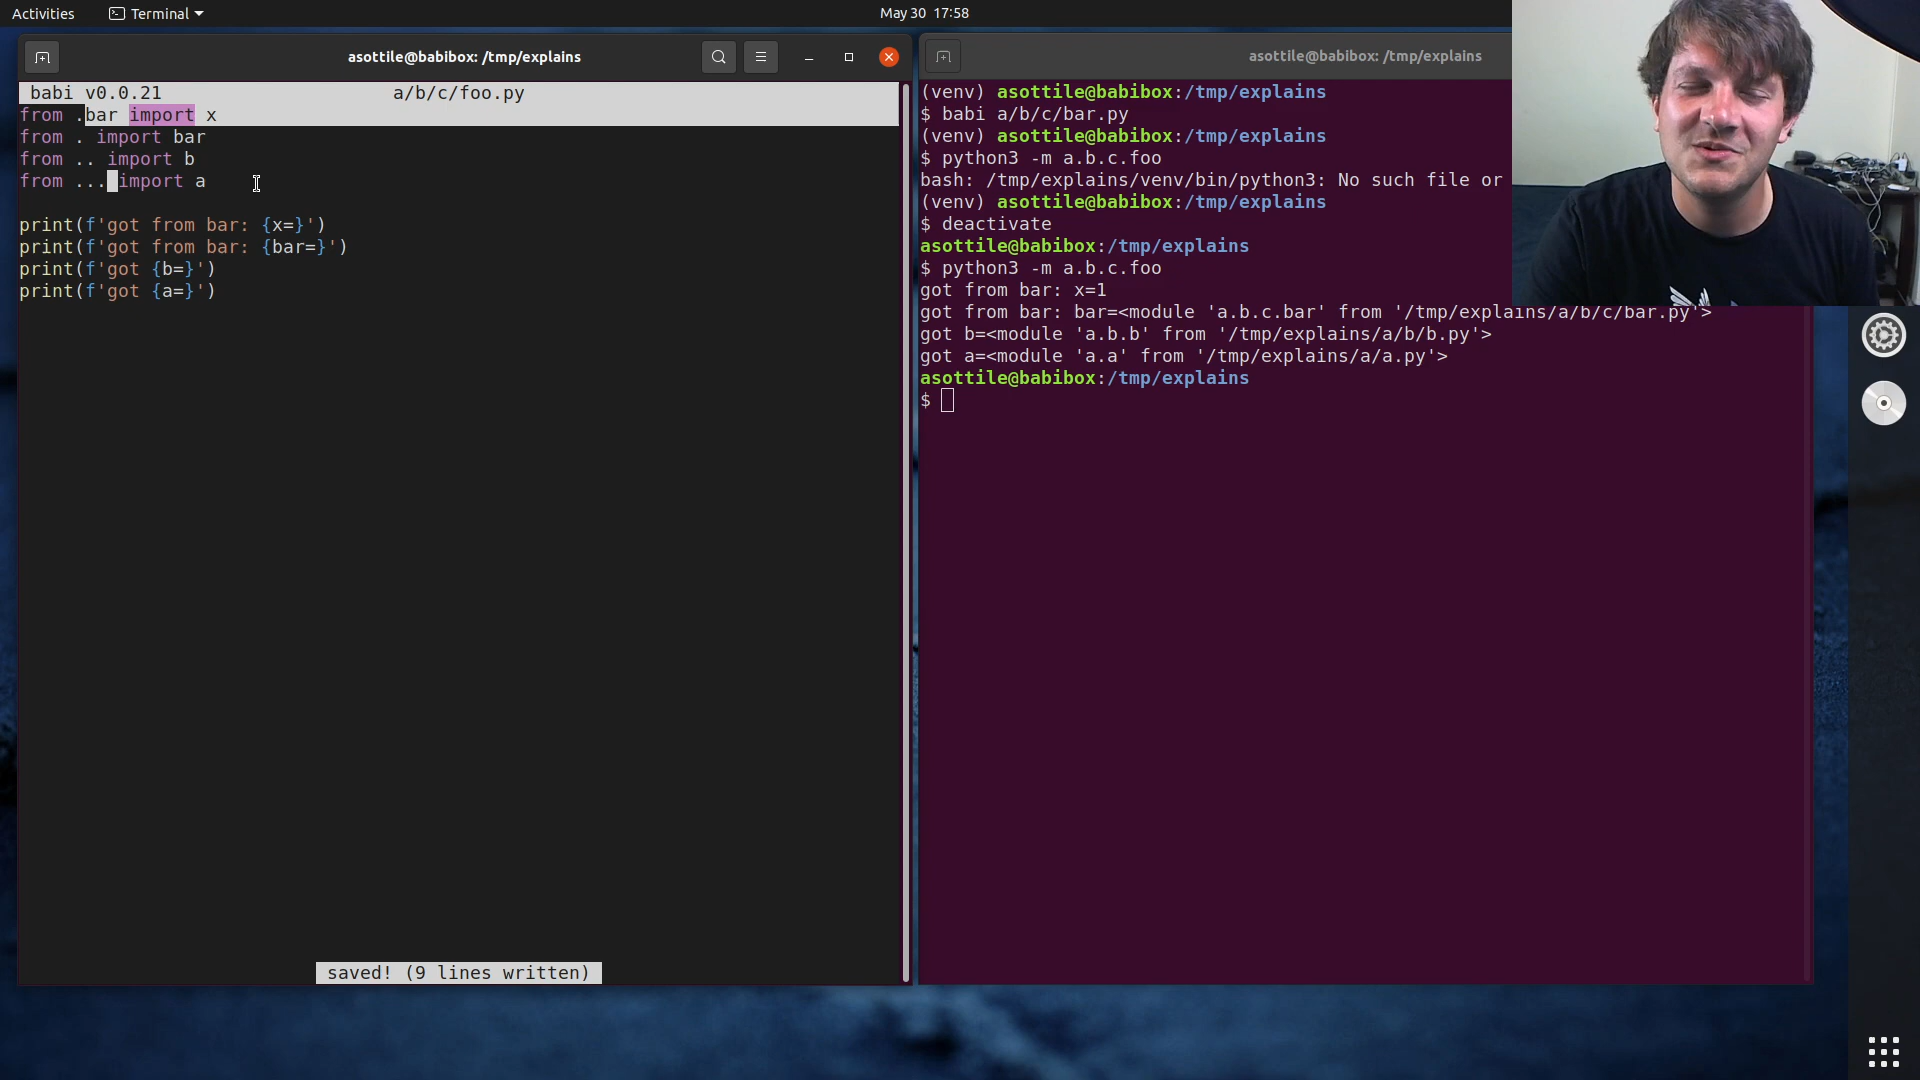 Activities
Terminal
May 30 17:58
asottile@babibox: /tmp/explains
babi v0.0.21 a/b/c/foo.py
from .bar import x
from . import bar
from .. import b
from ... import a
print(f'got from bar: {x=}')
print(f'got from bar: {bar=}')
print(f'got {b=}')
print(f'got {a=}')
saved! (9 lines written)
asottile@babibox: /tmp/explains
(venv) asottile@babibox:/tmp/explains
$ babi a/b/c/bar.py
(venv) asottile@babibox:/tmp/explains
$ python3 -m a.b.c.foo
bash: /tmp/explains/venv/bin/python3: No such file or
(venv) asottile@babibox:/tmp/explains
$ deactivate
asottile@babibox:/tmp/explains
$ python3 -m a.b.c.foo
got from bar: x=1
got from bar: bar=<module 'a.b.c.bar' from '/tmp/explains/a/b/c/bar.py'>
got b=<module 'a.b.b' from '/tmp/explains/a/b/b.py'>
got a=<module 'a.a' from '/tmp/explains/a/a.py'>
asottile@babibox:/tmp/explains
$